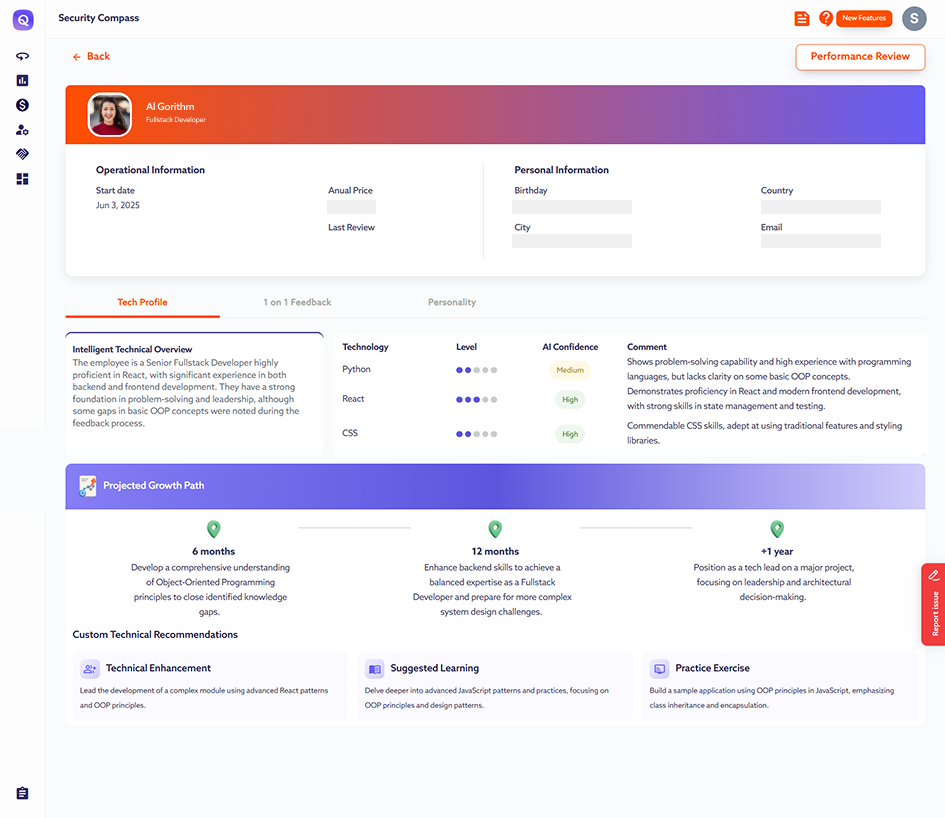 Security Compass
New Features
S
Back
Performance Review
Al Gorithm
Fullstack Developer
Operational Information
Start date
Jun 3, 2025
Anual Price
Last Review
Personal Information
Birthday
Country
City
Email
Tech Profile
1 on 1 Feedback
Personality
Intelligent Technical Overview
The employee is a Senior Fullstack Developer highly
proficient in React, with significant experience in both
backend and frontend development. They have a strong
foundation in problem-solving and leadership, although
some gaps in basic OOP concepts were noted during the
feedback process.
Technology Level AI Confidence Comment
Python Medium
Shows problem-solving capability and high experience with programming
languages, but lacks clarity on some basic OOP concepts.
React High
Demonstrates proficiency in React and modern frontend development,
with strong skills in state management and testing.
CSS High
Commendable CSS skills, adept at using traditional features and styling
libraries.
Projected Growth Path
6 months
Develop a comprehensive understanding
of Object-Oriented Programming
principles to close identified knowledge
gaps.
12 months
Enhance backend skills to achieve a
balanced expertise as a Fullstack
Developer and prepare for more complex
system design challenges.
+1 year
Position as a tech lead on a major project,
focusing on leadership and architectural
decision-making.
Custom Technical Recommendations
Technical Enhancement
Lead the development of a complex module using advanced React patterns
and OOP principles.
Suggested Learning
Delve deeper into advanced JavaScript patterns and practices, focusing on
OOP principles and design patterns.
Practice Exercise
Build a sample application using OOP principles in JavaScript, emphasizing
class inheritance and encapsulation.
Report issue